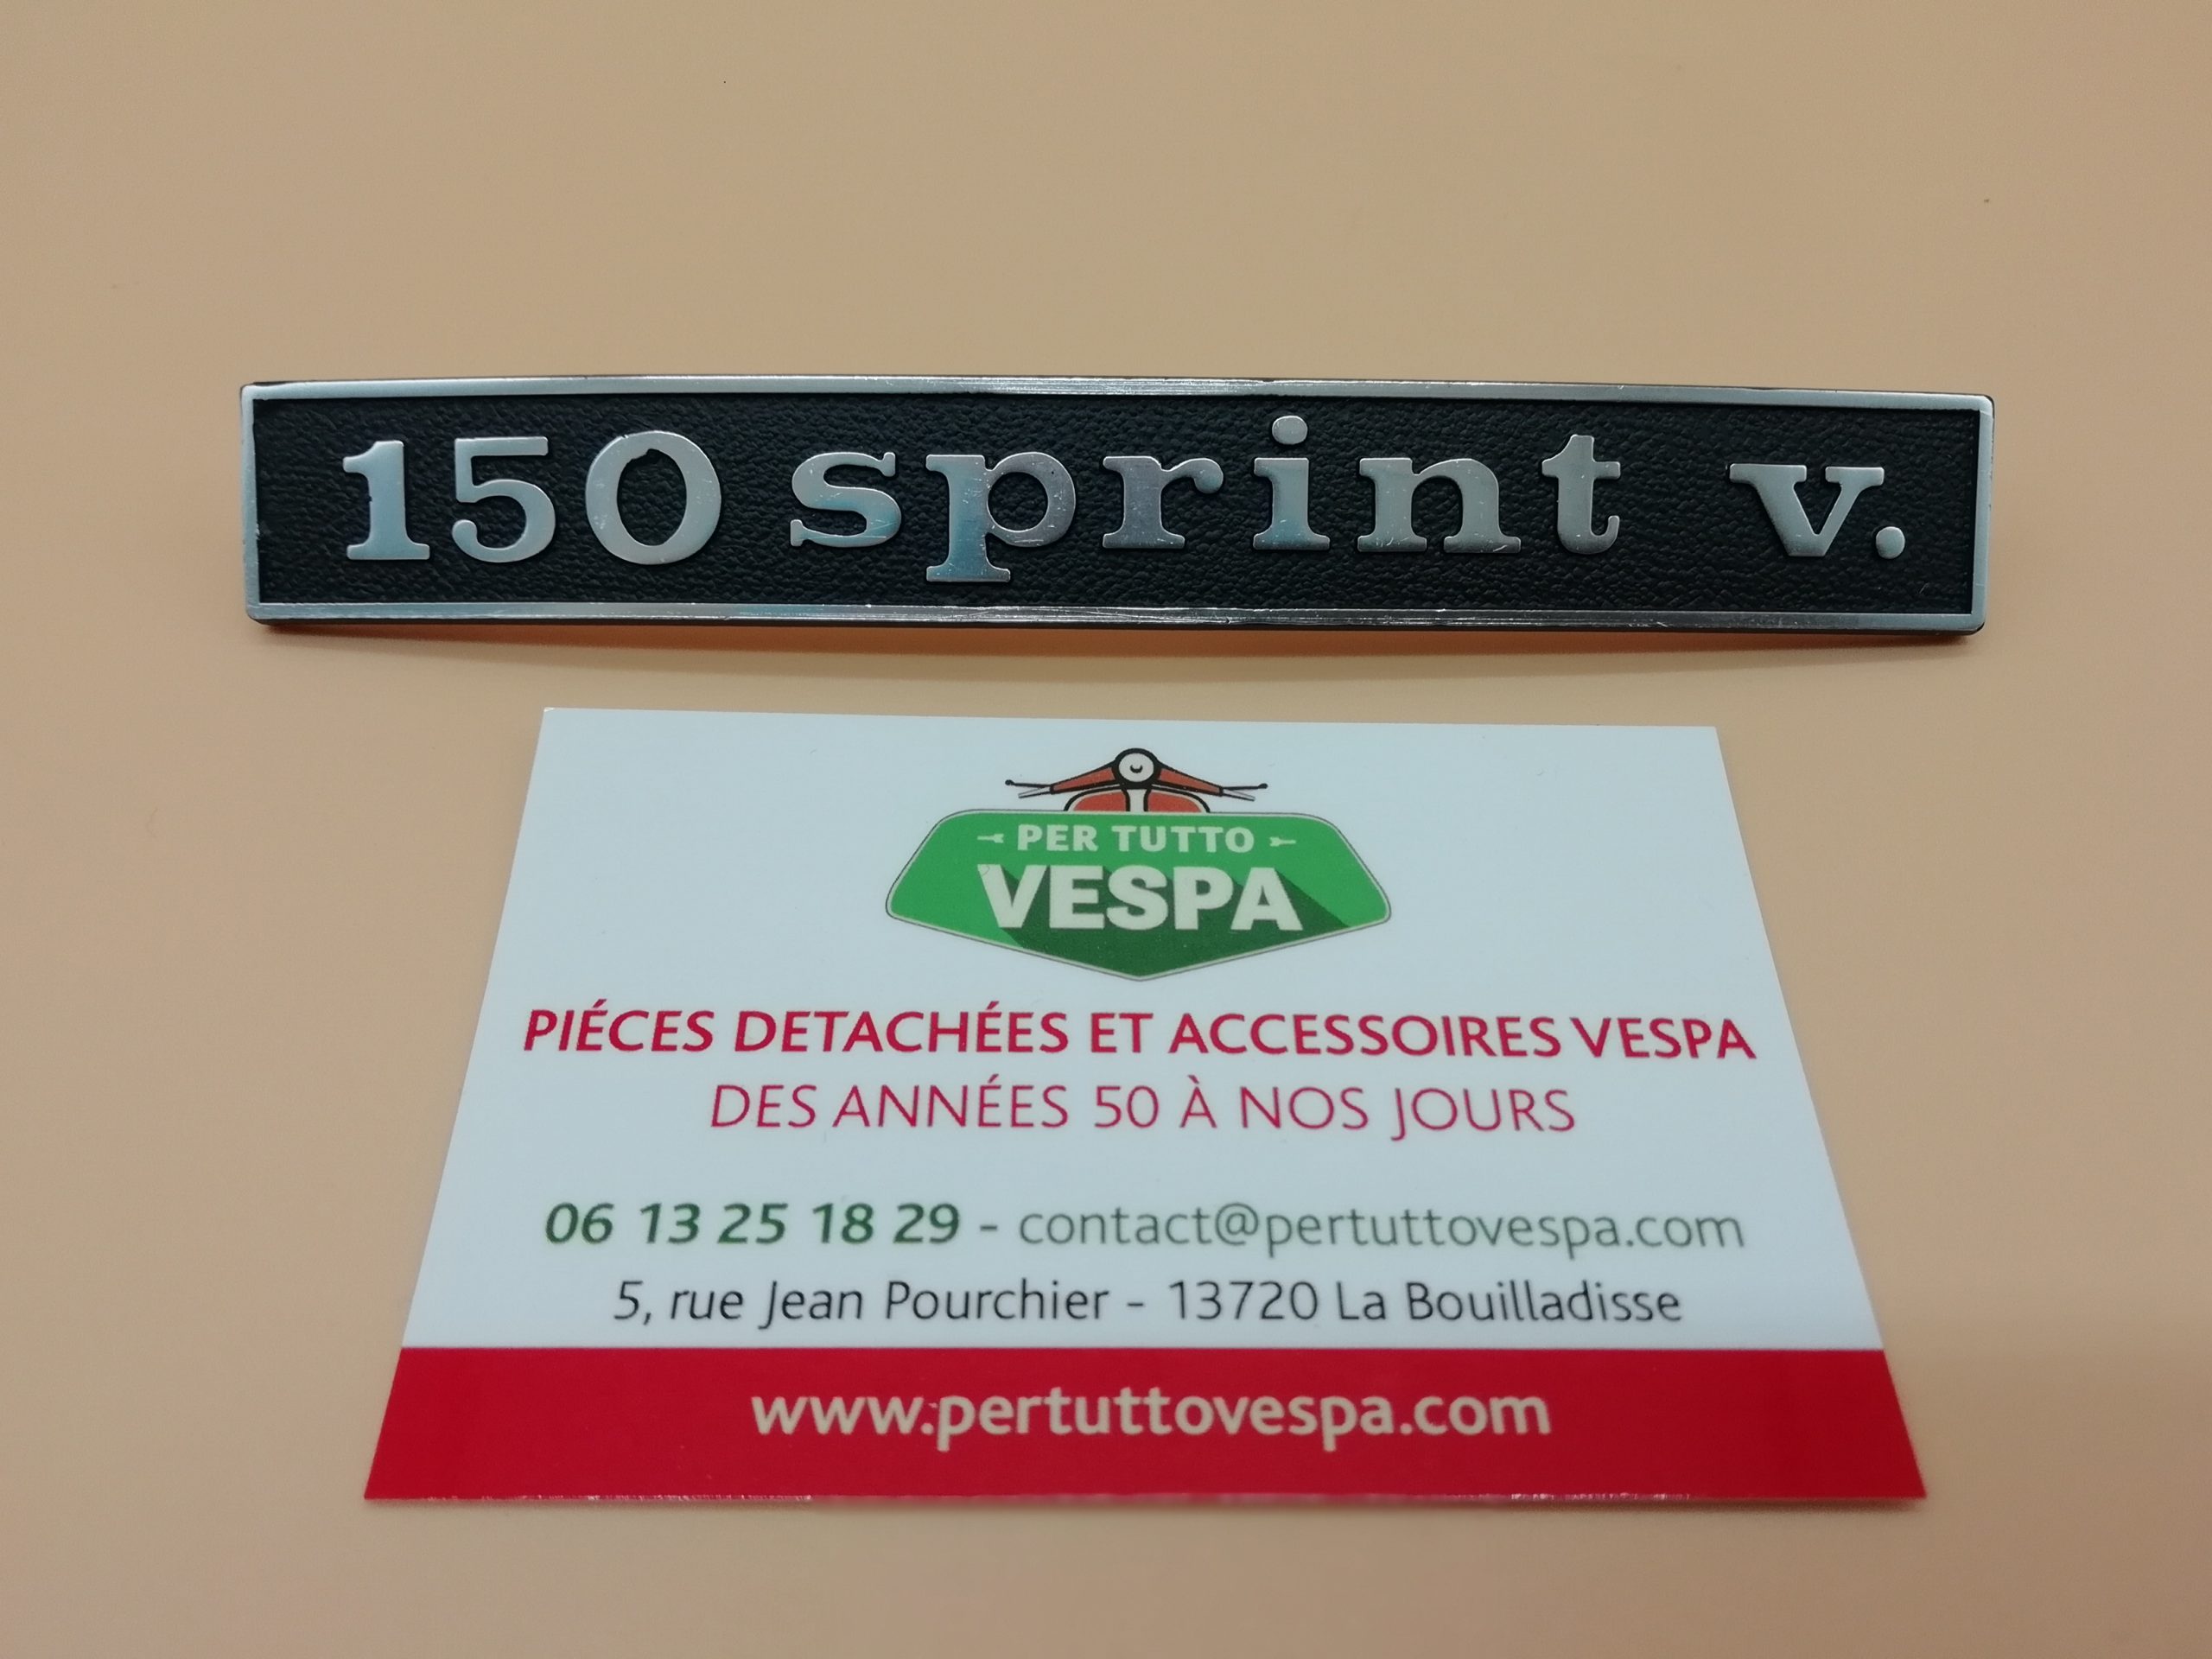 150 sprint v.
PER TUTTO
VESPA
PIÉCES DETACHÉES ET ACCESSOIRES VESPA
DES ANNÉES 50 À NOS JOURS
06 13 25 18 29 - contact@pertuttovespa.com
5, rue Jean Pourchier - 13720 La Bouilladisse
www.pertuttovespa.com